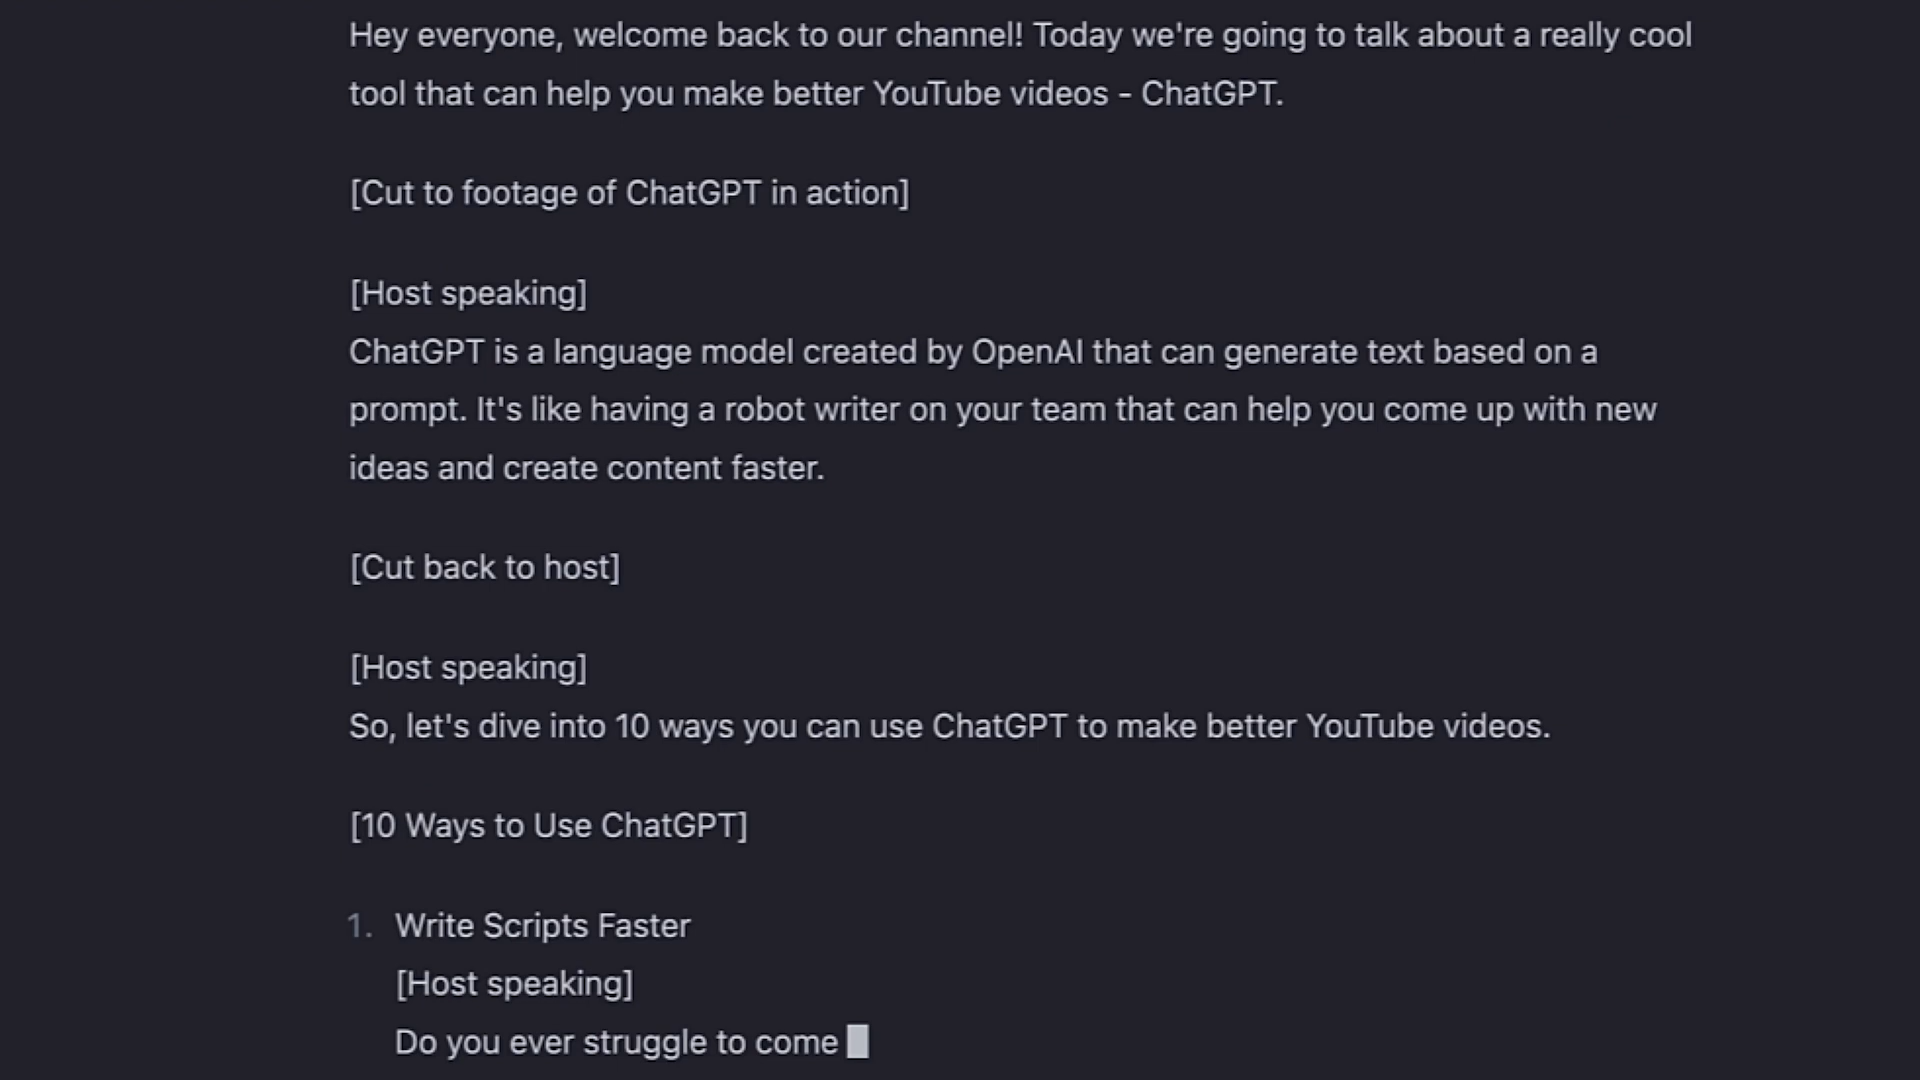 Hey everyone, welcome back to our channel! Today we're going to talk about a really cool
tool that can help you make better YouTube videos - ChatGPT.
[Cut to footage of ChatGPT in action]
[Host speaking]
ChatGPT is a language model created by OpenAI that can generate text based on a
prompt. It's like having a robot writer on your team that can help you come up with new
ideas and create content faster.
[Cut back to host]
[Host speaking]
So, let's dive into 10 ways you can use ChatGPT to make better YouTube videos.
[10 Ways to Use ChatGPT]
1. Write Scripts Faster
[Host speaking]
Do you ever struggle to come